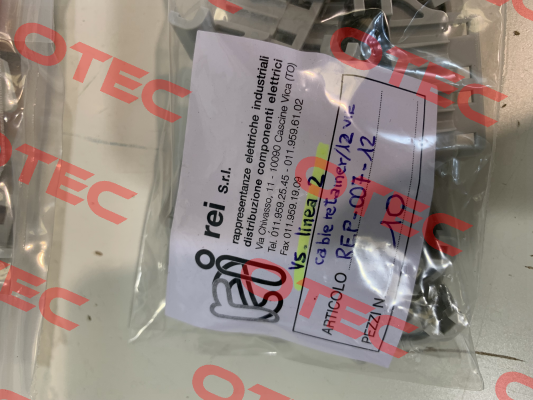 rei s.r.l.
rappresentanze elettriche industriali
distribuzione componenti elettrici
Via Chivasso, 11 - 10090 Cascine Vica (TO)
Tel. 011.959.25.45 - 011.959.61.02
Fax 011.959.19.09
Vs. linea 2
cable retainer/12
ARTICOLO REP-007-12
PEZZI N. 10
OTEC
OTEC
OTEC
OTEC
OTEC
OTEC